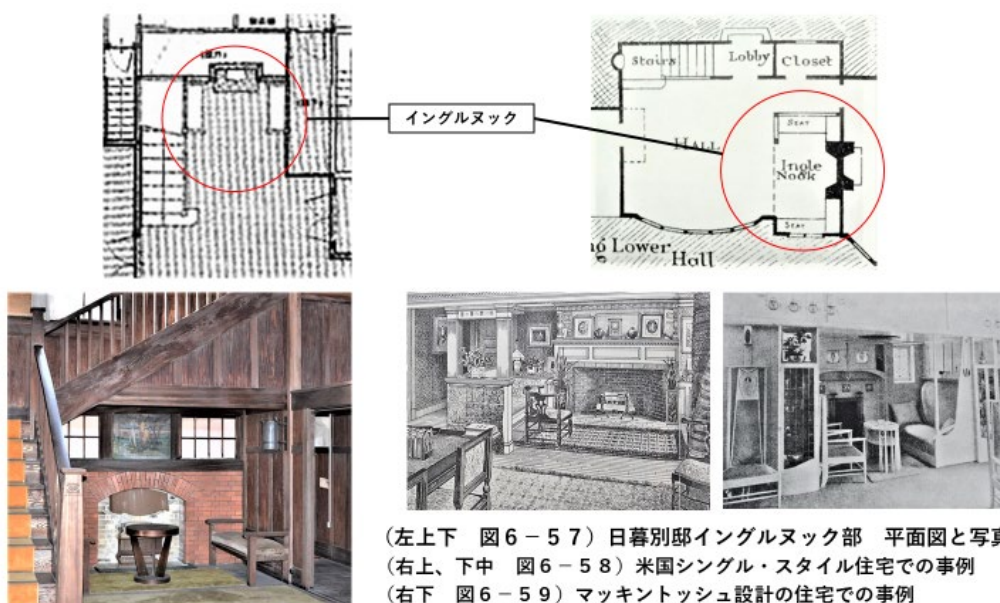 イングルヌック
Stairs
Lobby
Closet
HALL
SEAT
Ingle
Nook
SEAT
ng Lower
Hall
(左上下 図6-57)日暮別邸イングルヌック部 平面図と写真
(右上、下中 図6-58)米国シングル・スタイル住宅での事例
(右下 図6-59)マッキントッシュ設計の住宅での事例